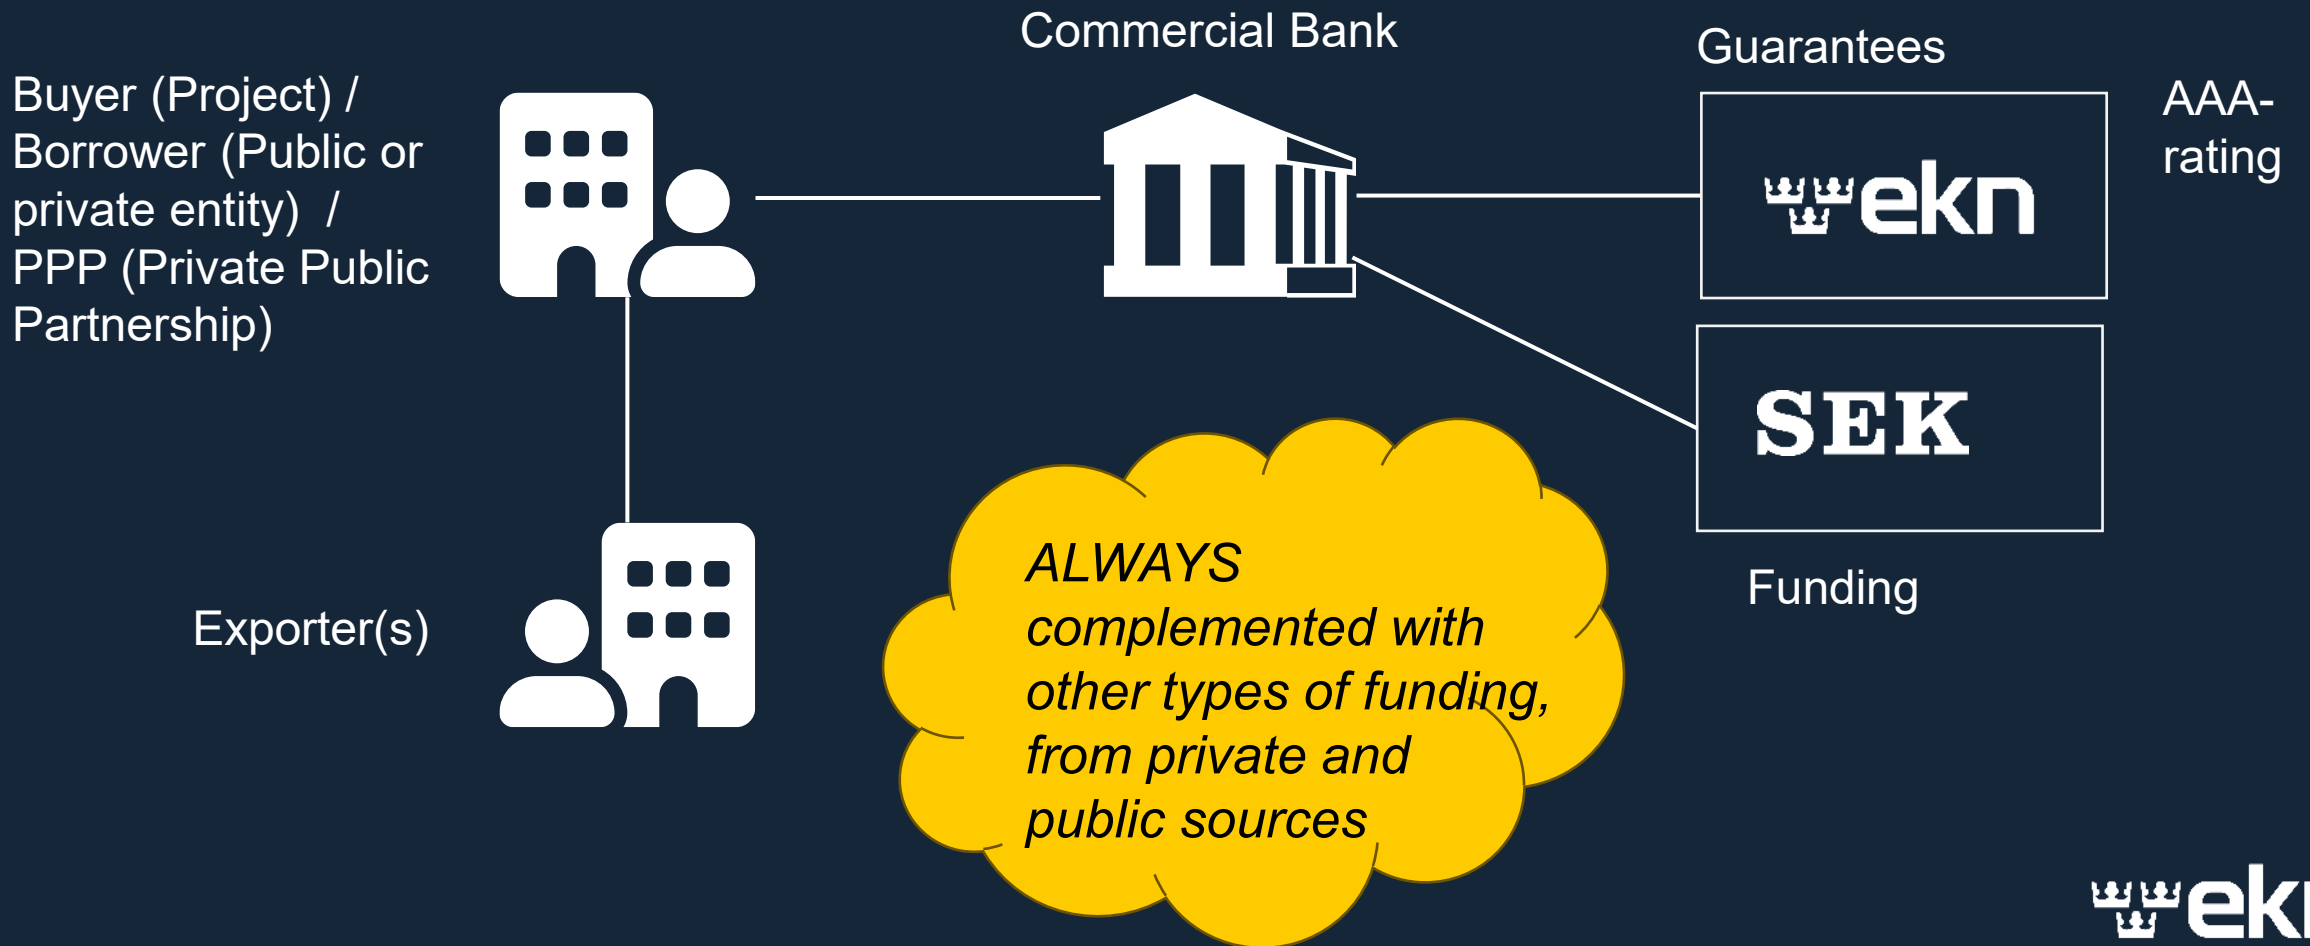 Commercial Bank
Guarantees
Buyer (Project) /
Borrower (Public or
private entity)  /
PPP (Private Public
Partnership)
AAA-
rating
ekn
SEK
Funding
Exporter(s)
ALWAYS
complemented with
other types of funding,
from private and
public sources
ek